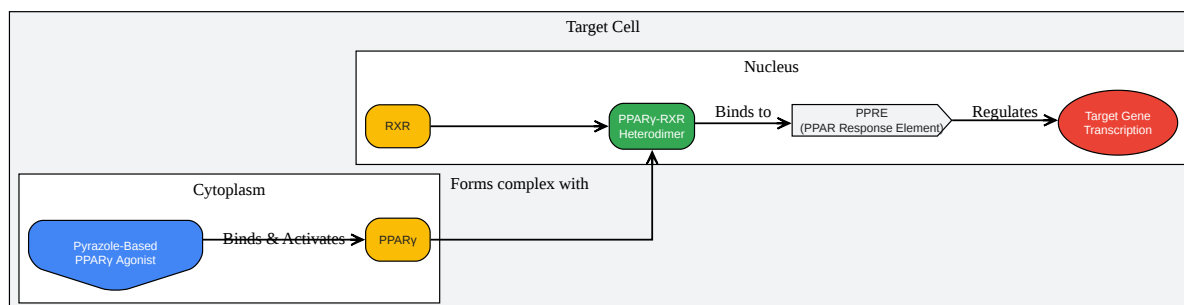 Target Cell
Nucleus
RXR
PPARγ-RXR
Heterodimer
Binds to
PPRE
(PPAR Response Element)
Regulates
Target Gene
Transcription
Cytoplasm
Forms complex with
Pyrazole-Based
PPARγ Agonist
Binds & Activates
PPARγ